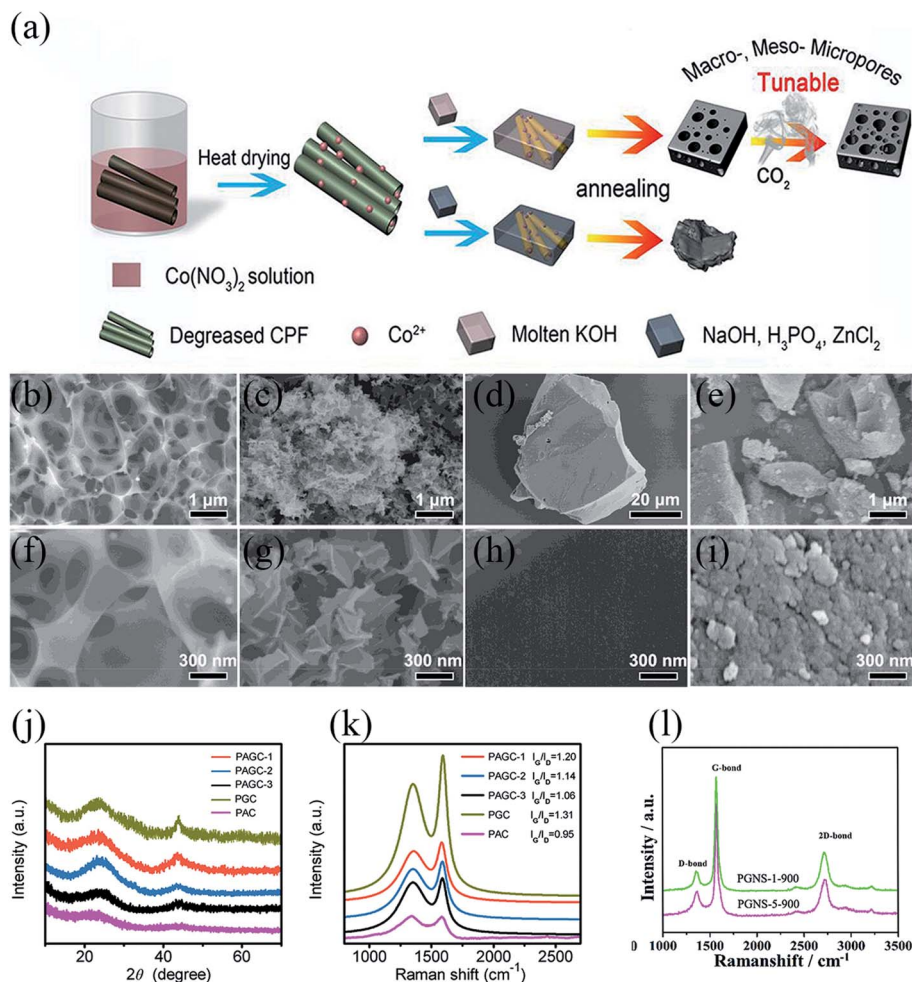 (a)
Macro-, Meso- Micropores
Tunable
Heat drying
CO2
annealing
Co(NO3)2 solution
Degreased CPF
Co2+
Molten KOH
NaOH, H3PO4, ZnCl2
(b)
1 μm
(c)
1 μm
(d)
20 μm
(e)
1 μm
(f)
300 nm
(g)
300 nm
(h)
300 nm
(i)
300 nm
(j)
PAGC-1
PAGC-2
PAGC-3
PGC
PAC
Intensity (a.u.)
20
40
60
2θ (degree)
(k)
PAGC-1 IG/ID=1.20
PAGC-2 IG/ID=1.14
PAGC-3 IG/ID=1.06
PGC IG/ID=1.31
PAC IG/ID=0.95
Intensity (a.u.)
1000
1500
2000
2500
Raman shift (cm-1)
(l)
G-bond
D-bond
2D-bond
PGNS-1-900
PGNS-5-900
Intensity / a.u.
0
1000
1500
2000
2500
3000
3500
Ramanshift / cm-1